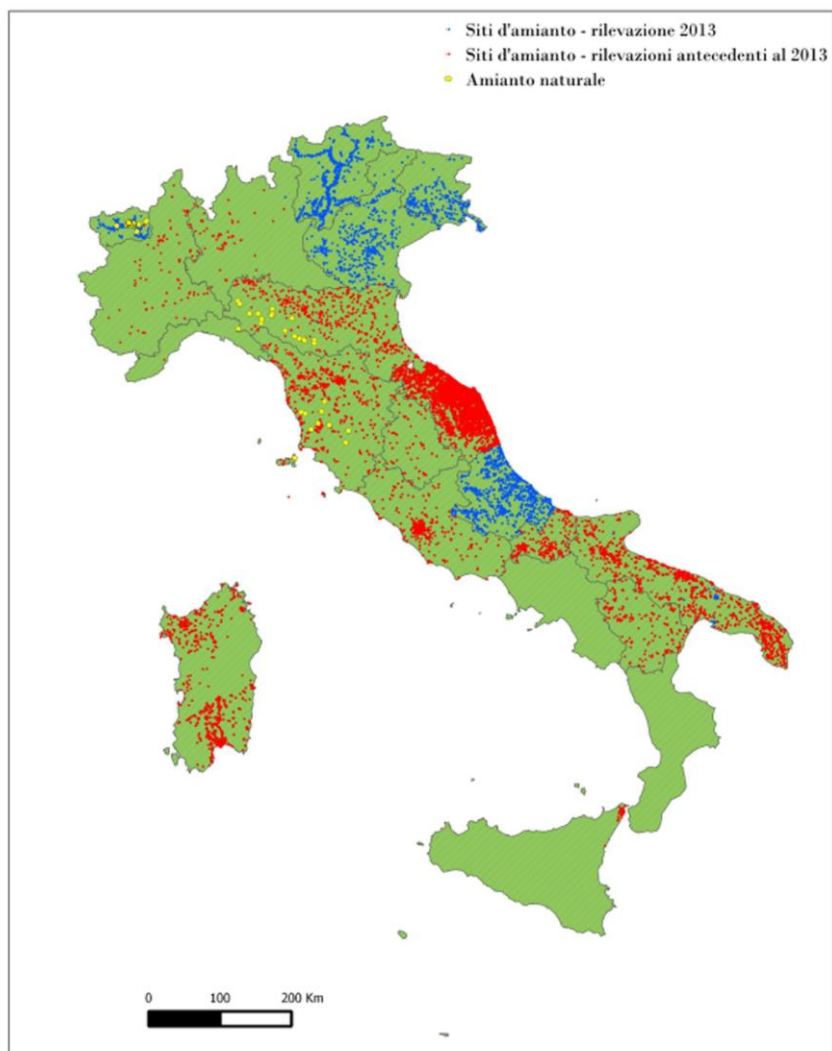 Siti d'amianto - rilevazione 2013
Siti d'amianto - rilevazioni antecedenti al 2013
Amianto naturale
0 100 200 Km